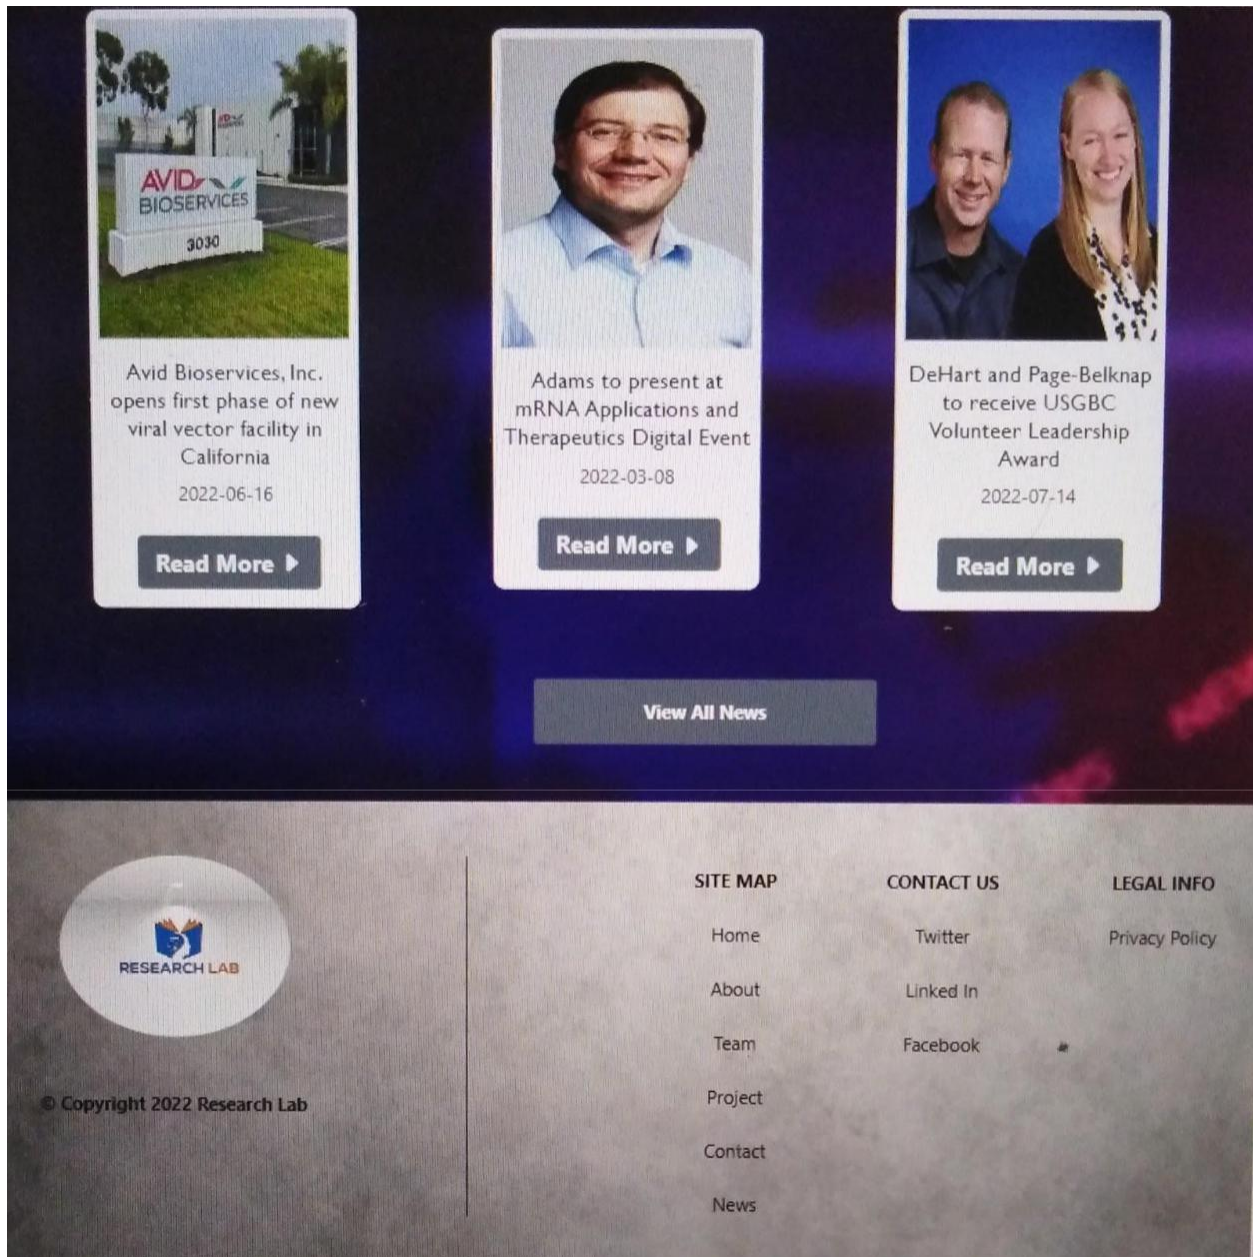 AVID
BIOSERVICES
3030
Avid Bioservices, Inc.
opens first phase of new
viral vector facility in
California
2022-06-16
Read More
Adams to present at
mRNA Applications and
Therapeutics Digital Event
2022-03-08
Read More
DeHart and Page-Belknap
to receive USGBC
Volunteer Leadership
Award
2022-07-14
Read More
View All News
RESEARCH LAB
© Copyright 2022 Research Lab
SITE MAP
Home
About
Team
Project
Contact
News
CONTACT US
Twitter
Linked In
Facebook
LEGAL INFO
Privacy Policy